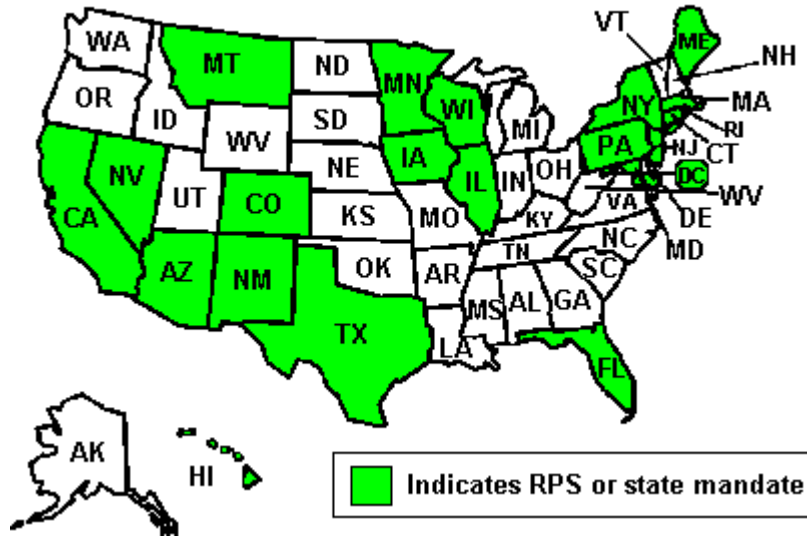 VT
WA
MT
ND
MN
ME
NH
OR
ID
SD
WI
NY
MA
WV
MI
RI
IA
PA
NJ
CT
NV
NE
IL
IN
OH
DC
UT
CO
WV
CA
KS
MO
KY
VA
DE
NC
MD
AZ
NM
OK
AR
TN
SC
TX
MS
AL
GA
LA
FL
AK
HI
Indicates RPS or state mandate